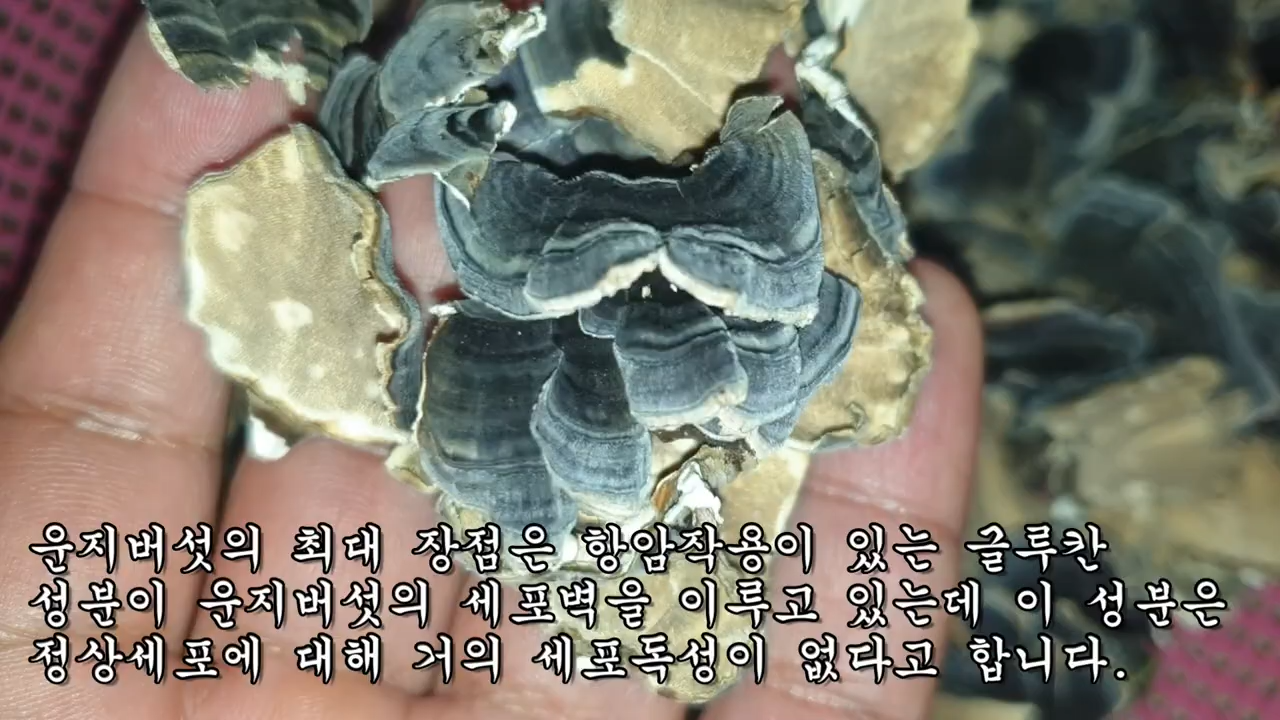 운지버섯의 최대 장점은 항암작용이 있는 글루칸
성분이 운지버섯의 세포벽을 이루고 있는데 이 성분은
정상세포에 대해 거의 세포독성이 없다고 합니다.